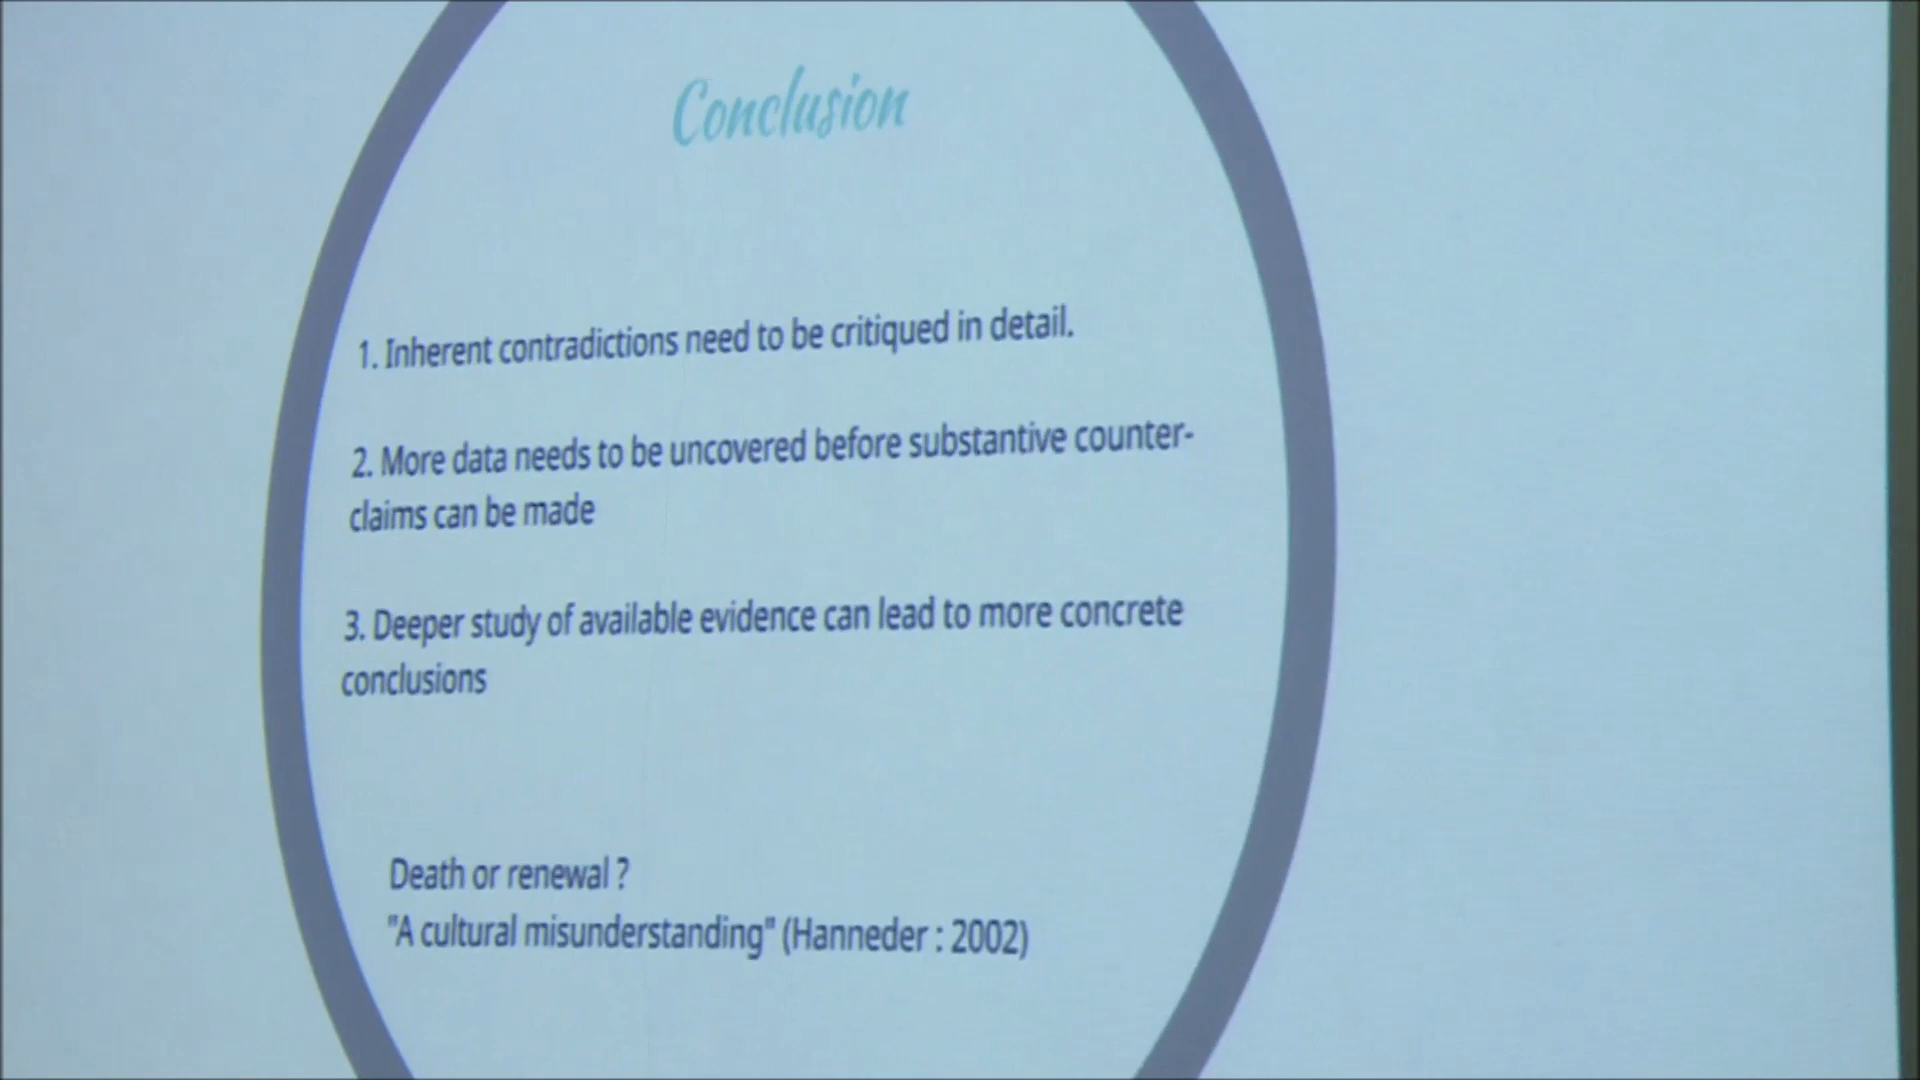 Conclusion
1. Inherent contradictions need to be critiqued in detail.
2. More data needs to be uncovered before substantive counter-
claims can be made
3. Deeper study of available evidence can lead to more concrete
conclusions
Death or renewal ?
"A cultural misunderstanding" (Hanneder : 2002)